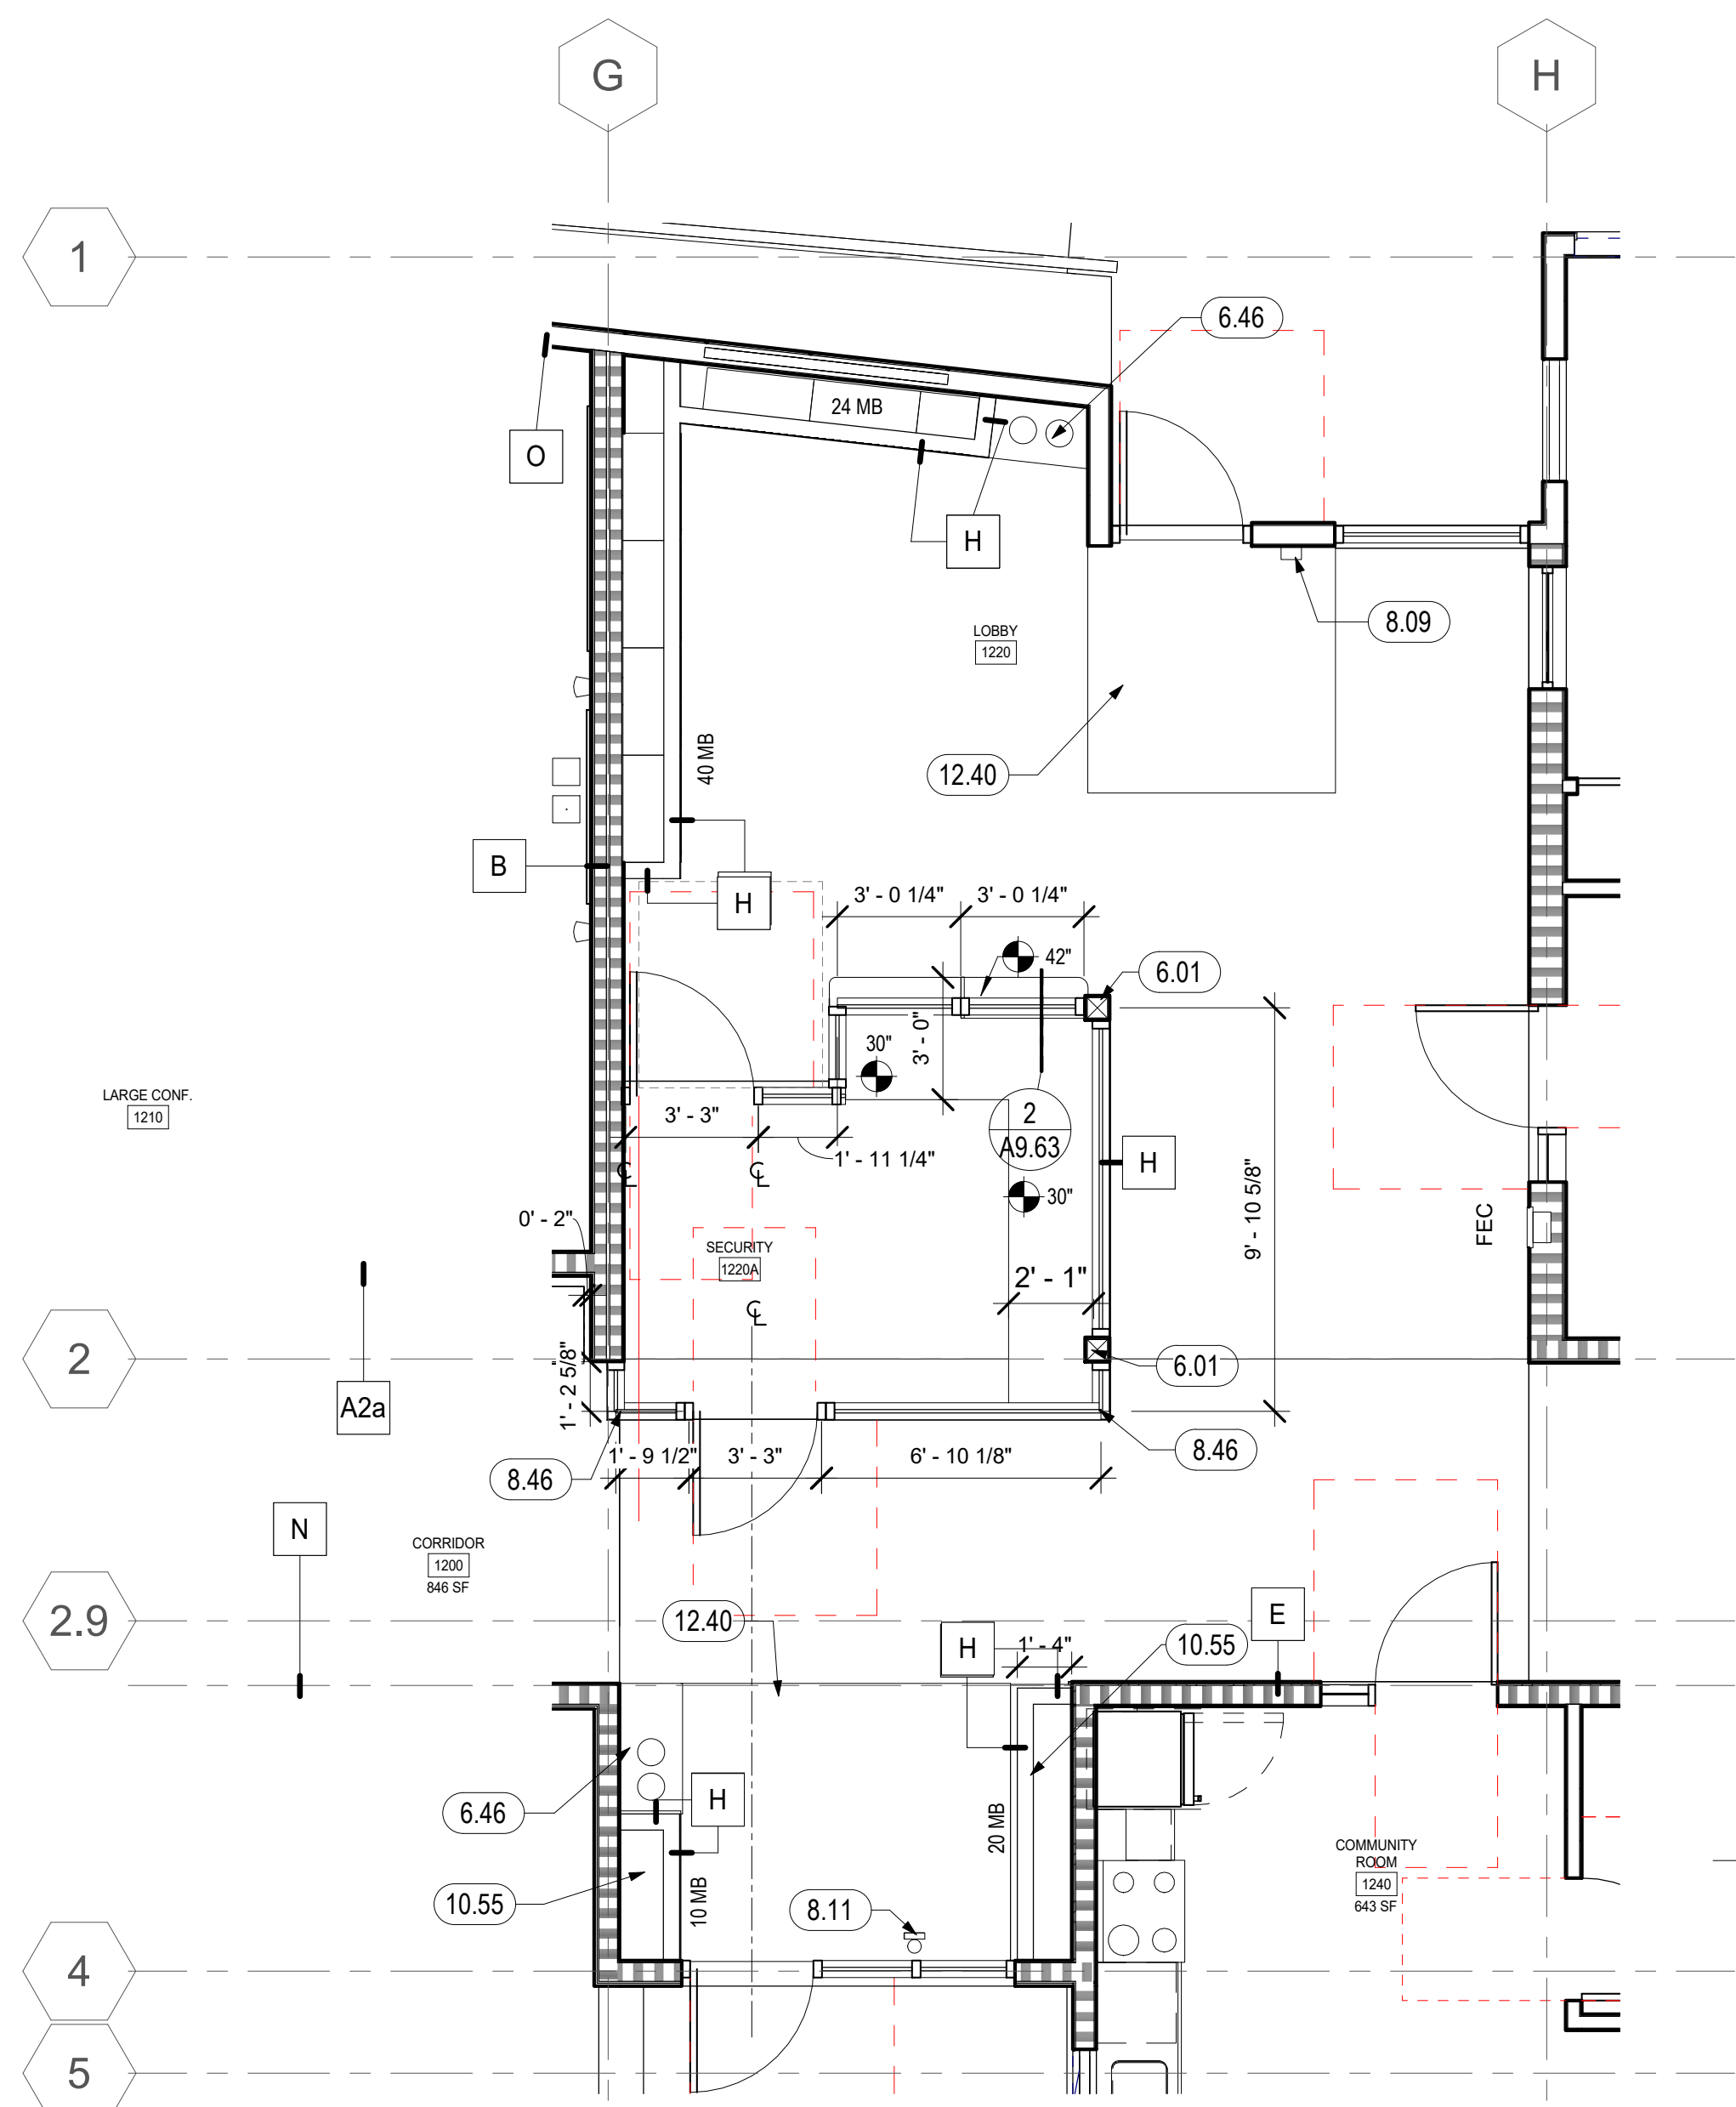 G
H
1
6.46
24 MB
O
H
8.09
LOBBY
1220
12.40
40 MB
B
H
3' - 0 1/4"
3' - 0 1/4"
42"
6.01
3' - 0"
30"
LARGE CONF.
1210
3' - 3"
2
A9.63
1' - 11 1/4"
H
℄
℄
30"
9' - 10 5/8"
FEC
0' - 2"
SECURITY
1220A
2' - 1"
℄
2
1' - 2 5/8"
6.01
A2a
8.46
1' - 9 1/2"
3' - 3"
6' - 10 1/8"
8.46
N
CORRIDOR
1200
846 SF
2.9
12.40
H
1' - 4"
E
10.55
6.46
H
20 MB
COMMUNITY
ROOM
1240
643 SF
10.55
10 MB
8.11
4
5